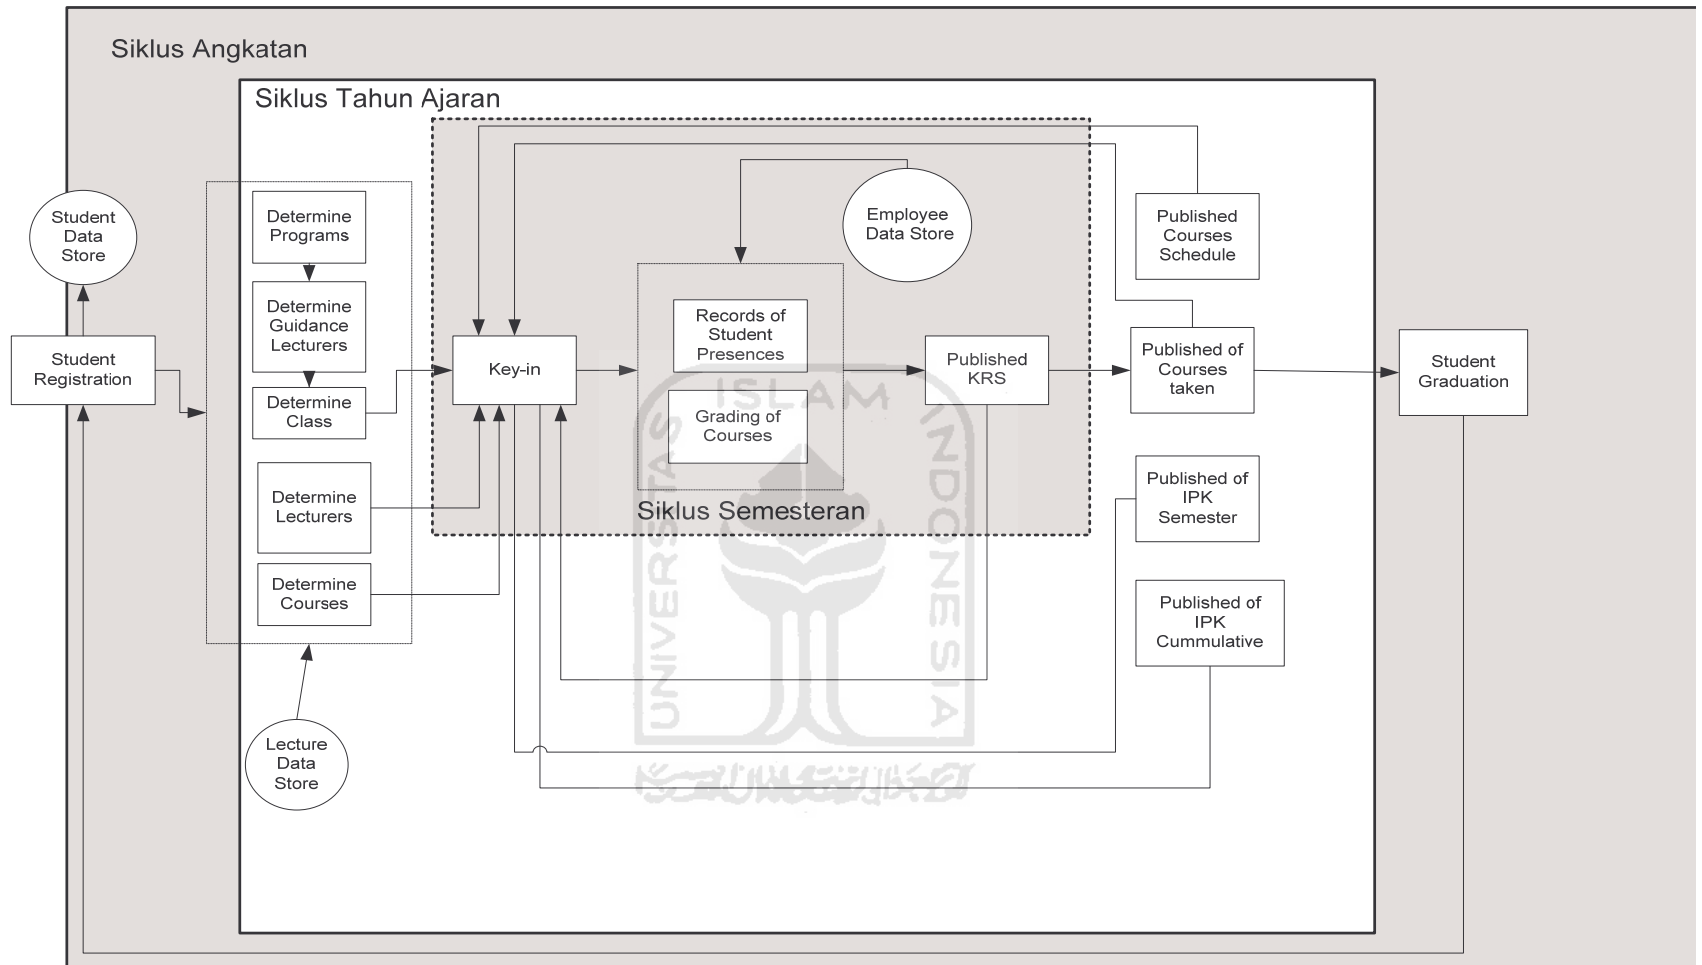 Siklus Angkatan
Siklus Tahun Ajaran
Student
Data
Store
Student
Registration
Determine
Programs
Determine
Guidance
Lecturers
Determine
Class
Determine
Lecturers
Determine
Courses
Lecture
Data
Store
Key-in
Employee
Data Store
Records of
Student
Presences
Grading of
Courses
Siklus Semesteran
Published
KRS
Published
Courses
Schedule
Published of
Courses
taken
Published of
IPK
Semester
Published of
IPK
Cummulative
Student
Graduation
UNIVERSITAS
ISLAM
INDONESIA